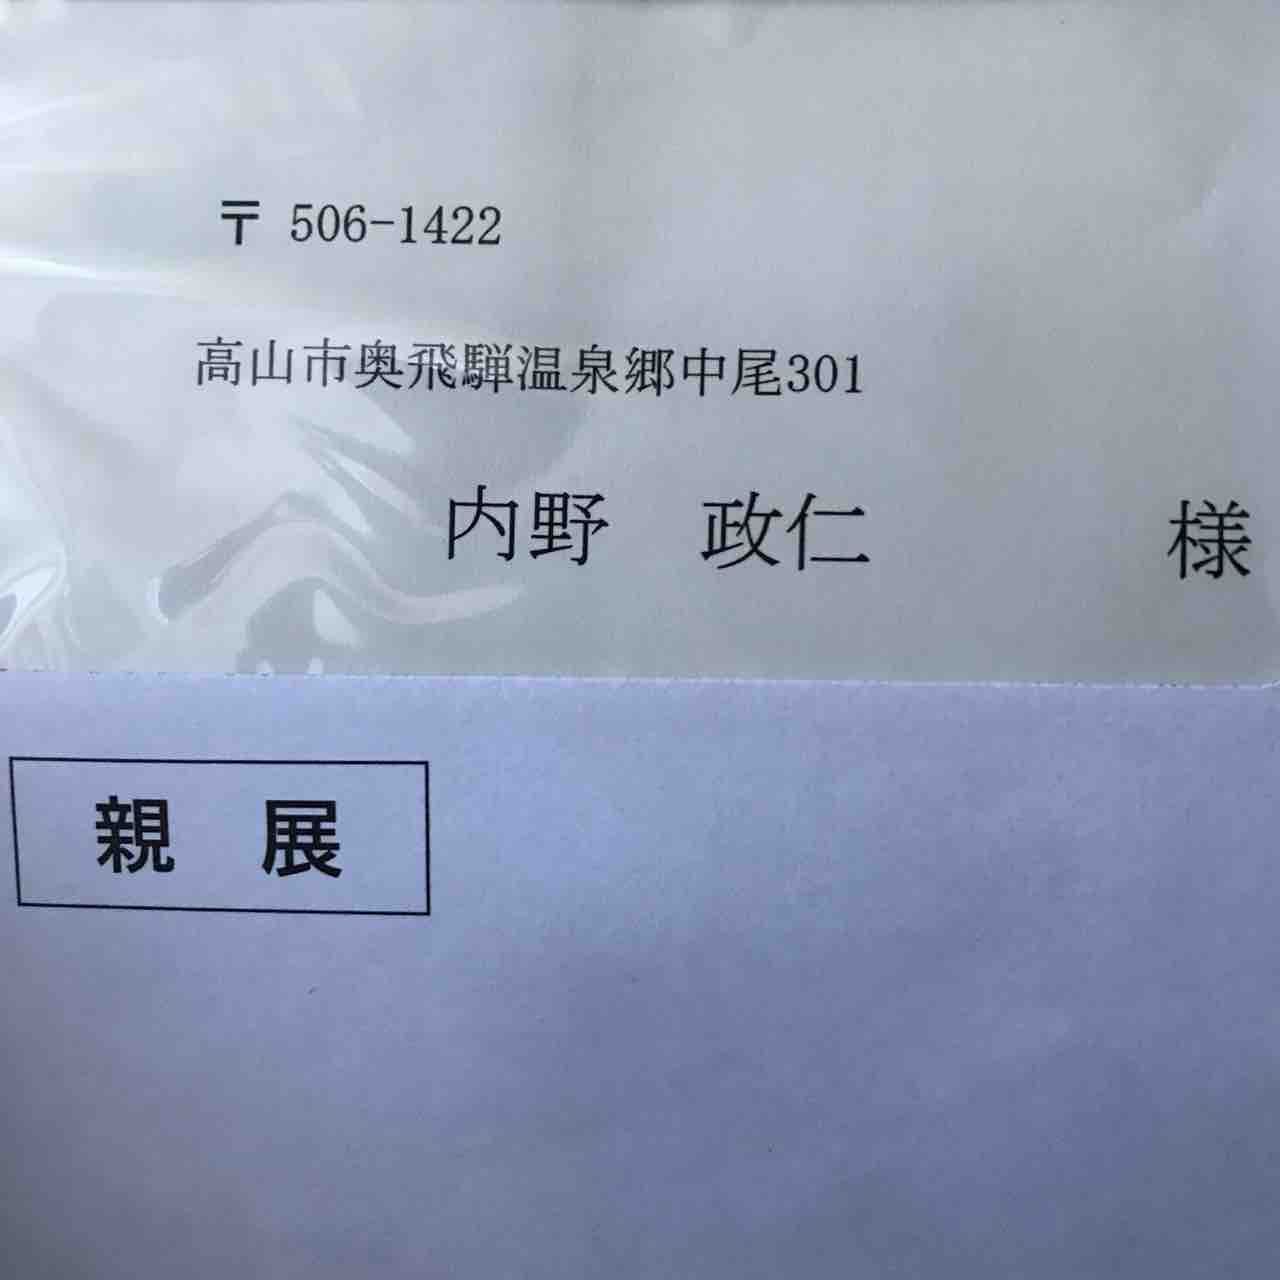 〒 506-1422
高山市奥飛騨温泉郷中尾301
内野　政仁　様
親　展